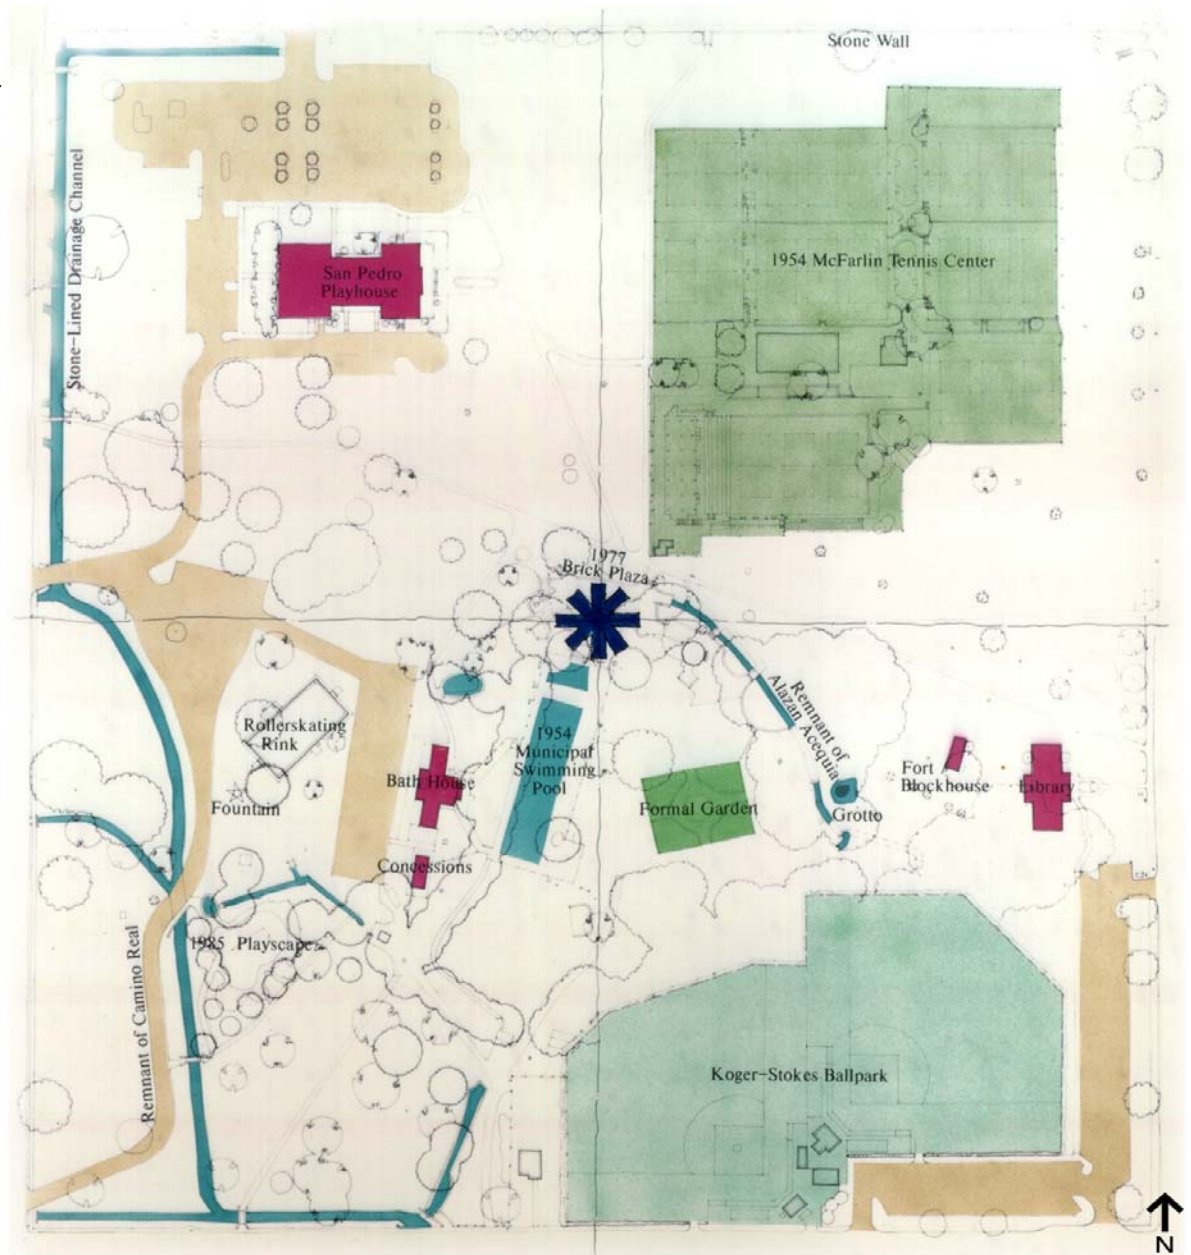 Stone Wall
Stone-Lined Drainage Channel
San Pedro
Playhouse
1954 McFarlin Tennis Center
1977
Brick Plaza
Remnant of
Alazan Acequia
Rollerskating
Rink
1954
Municipal
Swimming
Pool
Bath House
Fort
Blockhouse
Library
Fountain
Formal Garden
Grotto
Concessions
1985 Playscape
Remnant of Camino Real
Koger-Stokes Ballpark
N